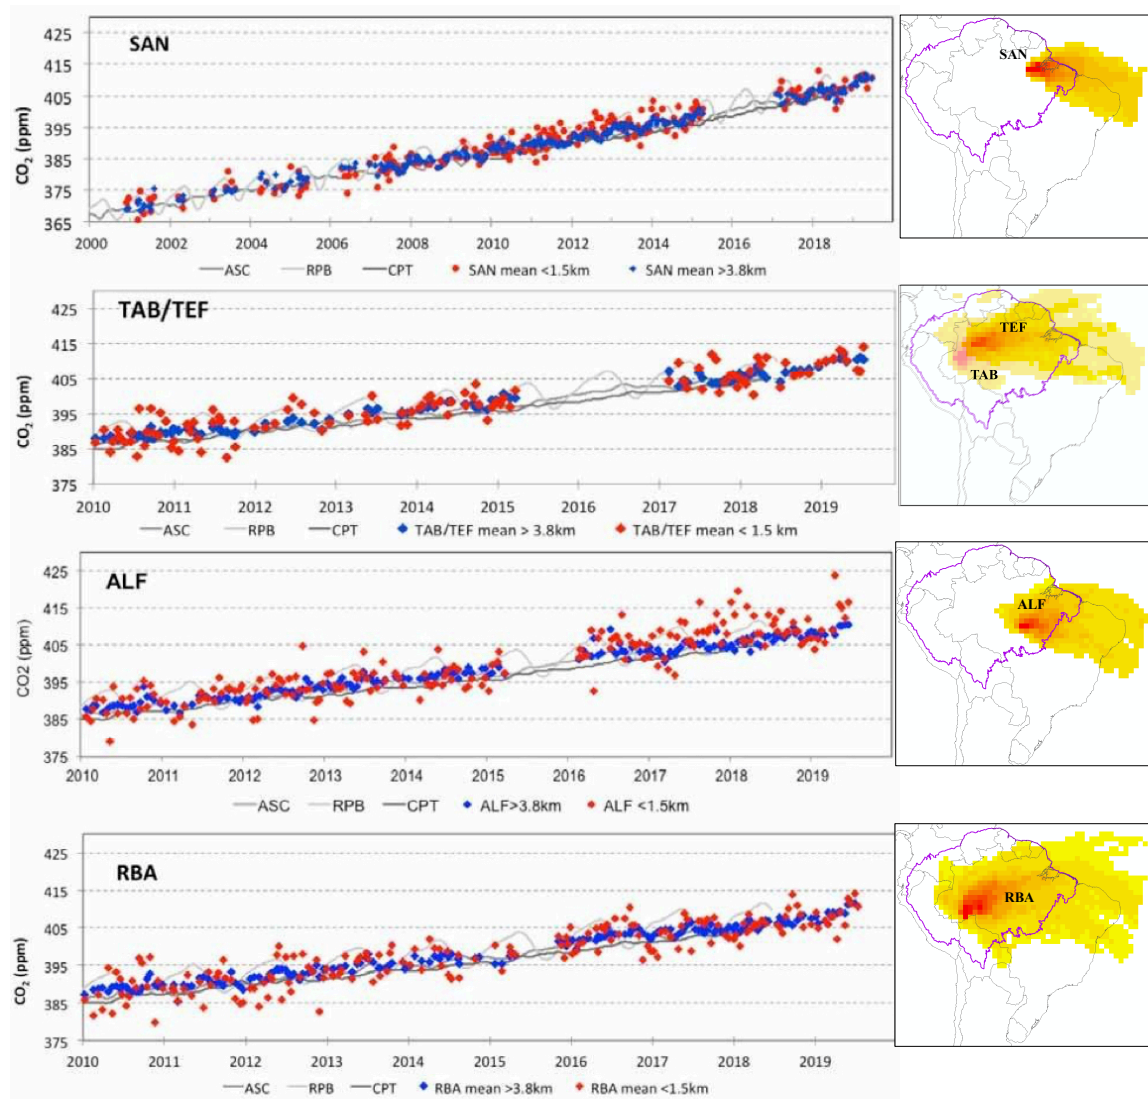 SAN
425
415
405
395
385
375
365
CO2 (ppm)
2000 2002 2004 2006 2008 2010 2012 2014 2016 2018
ASC RPB CPT SAN mean <1.5km SAN mean >3.8km
SAN
TAB/TEF
425
415
405
395
385
375
CO2 (ppm)
2010 2011 2012 2013 2014 2015 2016 2017 2018 2019
ASC RPB CPT TAB/TEF mean > 3.8km TAB/TEF mean < 1.5 km
TEF
TAB
ALF
425
415
405
395
385
375
CO2 (ppm)
2010 2011 2012 2013 2014 2015 2016 2017 2018 2019
ASC RPB CPT ALF>3.8km ALF <1.5km
ALF
RBA
425
415
405
395
385
375
CO2 (ppm)
2010 2011 2012 2013 2014 2015 2016 2017 2018 2019
ASC RPB CPT RBA mean >3.8km RBA mean <1.5km
RBA